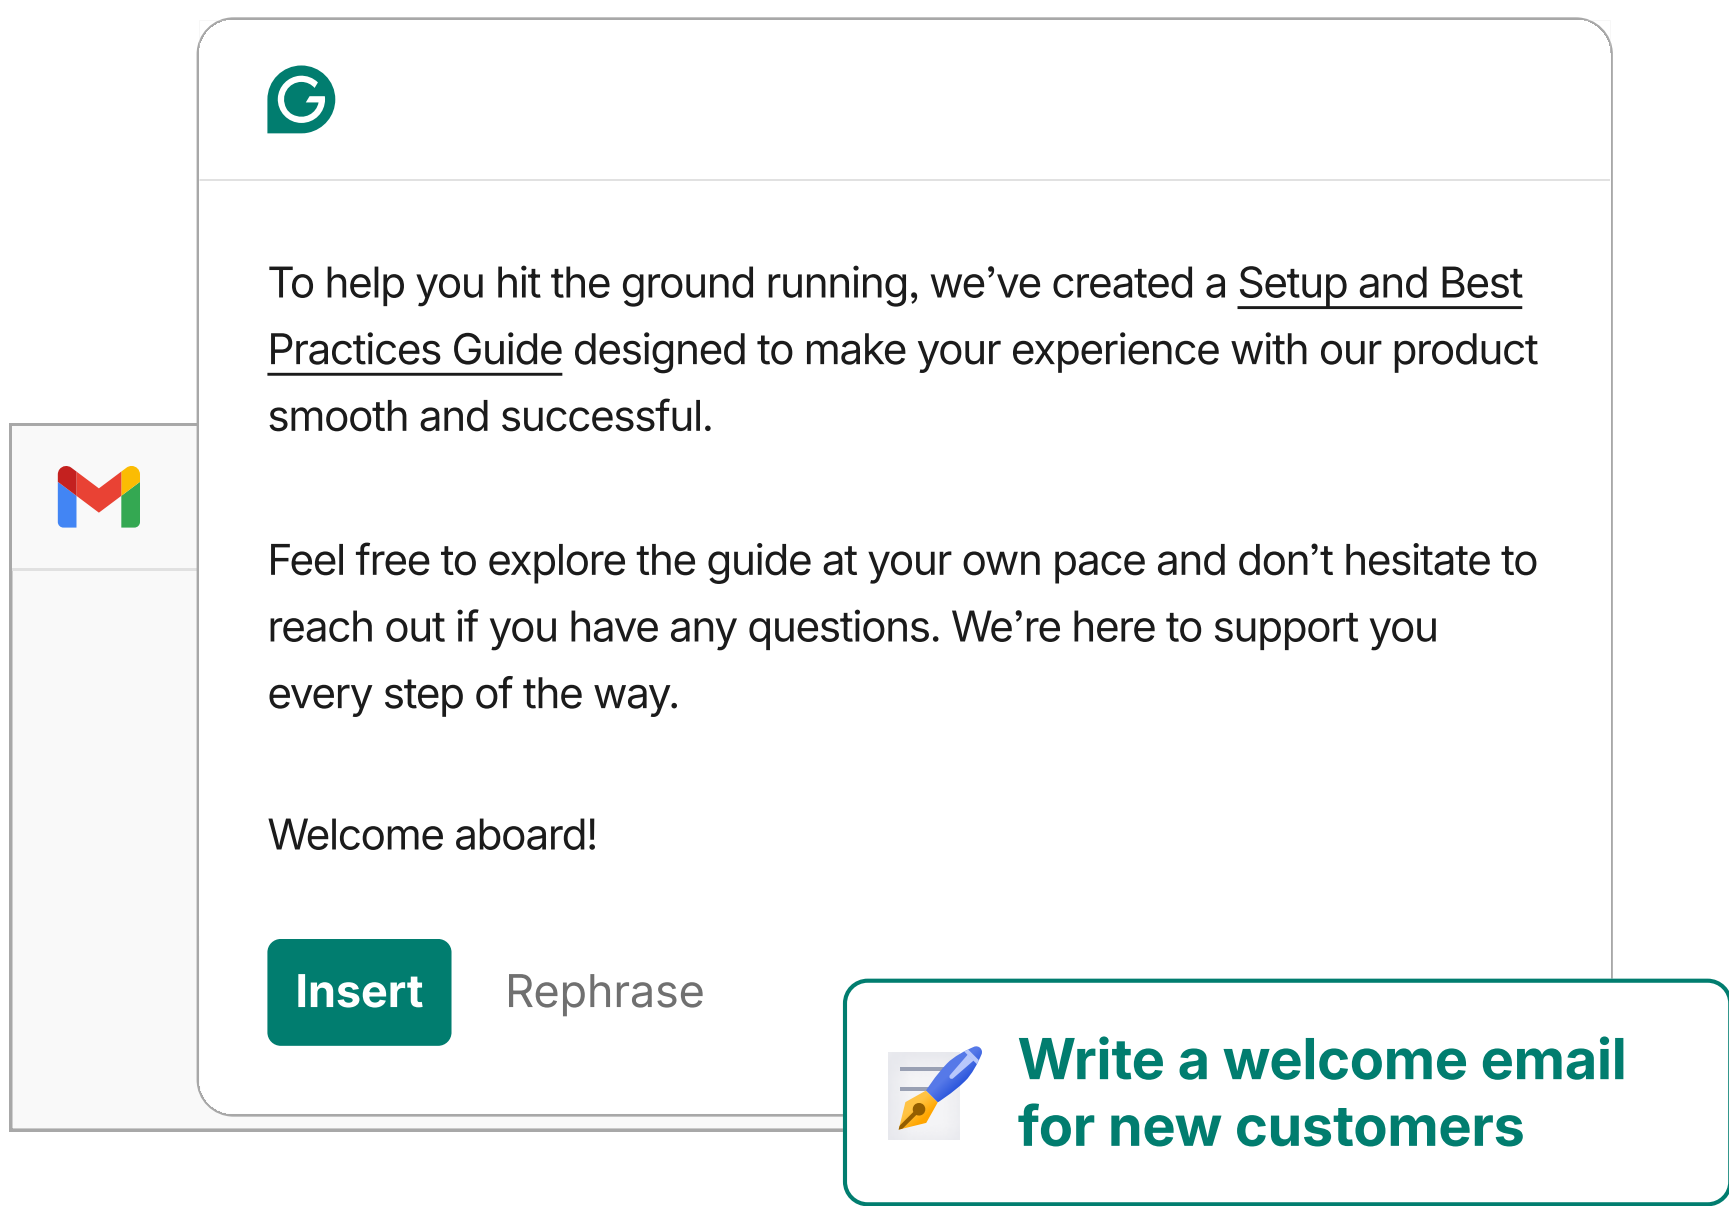 To help you hit the ground running, we’ve created a Setup and Best
Practices Guide designed to make your experience with our product
smooth and successful.
Feel free to explore the guide at your own pace and don’t hesitate to
reach out if you have any questions. We’re here to support you
every step of the way.
Welcome aboard!
Insert Rephrase
Write a welcome email
for new customers